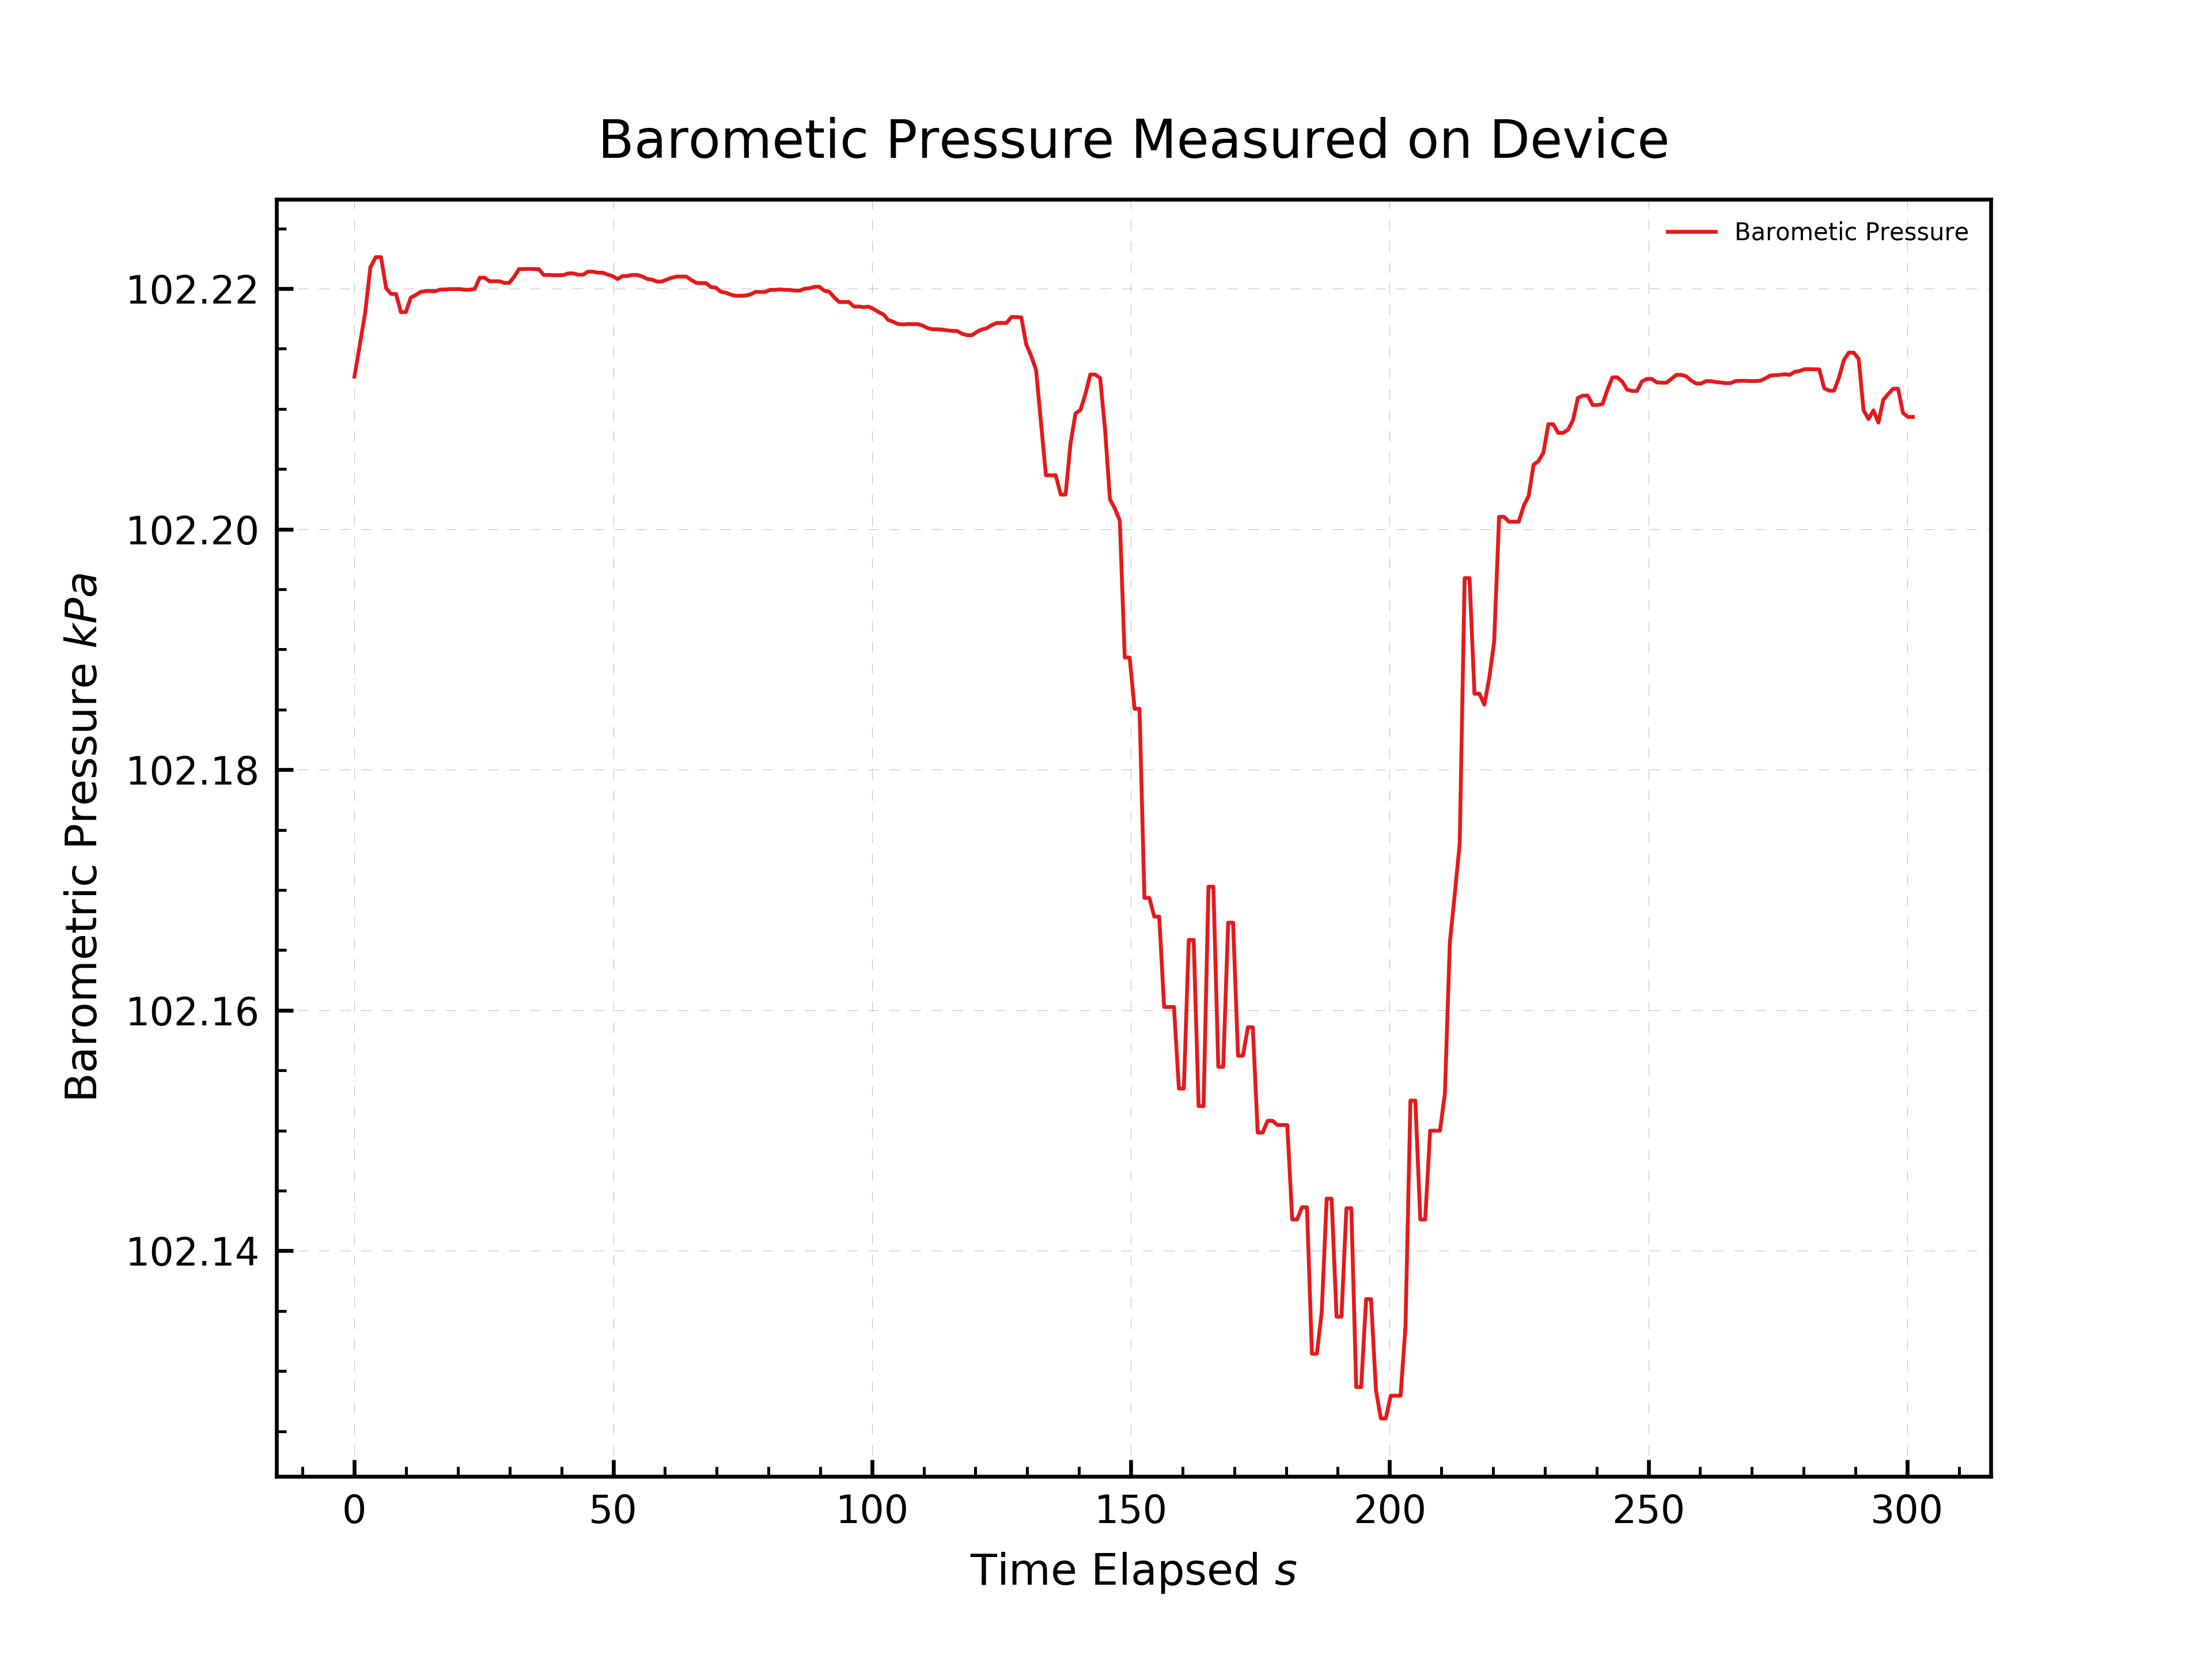 Barometic Pressure Measured on Device
Barometic Pressure
102.22
102.20
102.18
102.16
102.14
Barometric Pressure kPa
0 50 100 150 200 250 300
Time Elapsed s